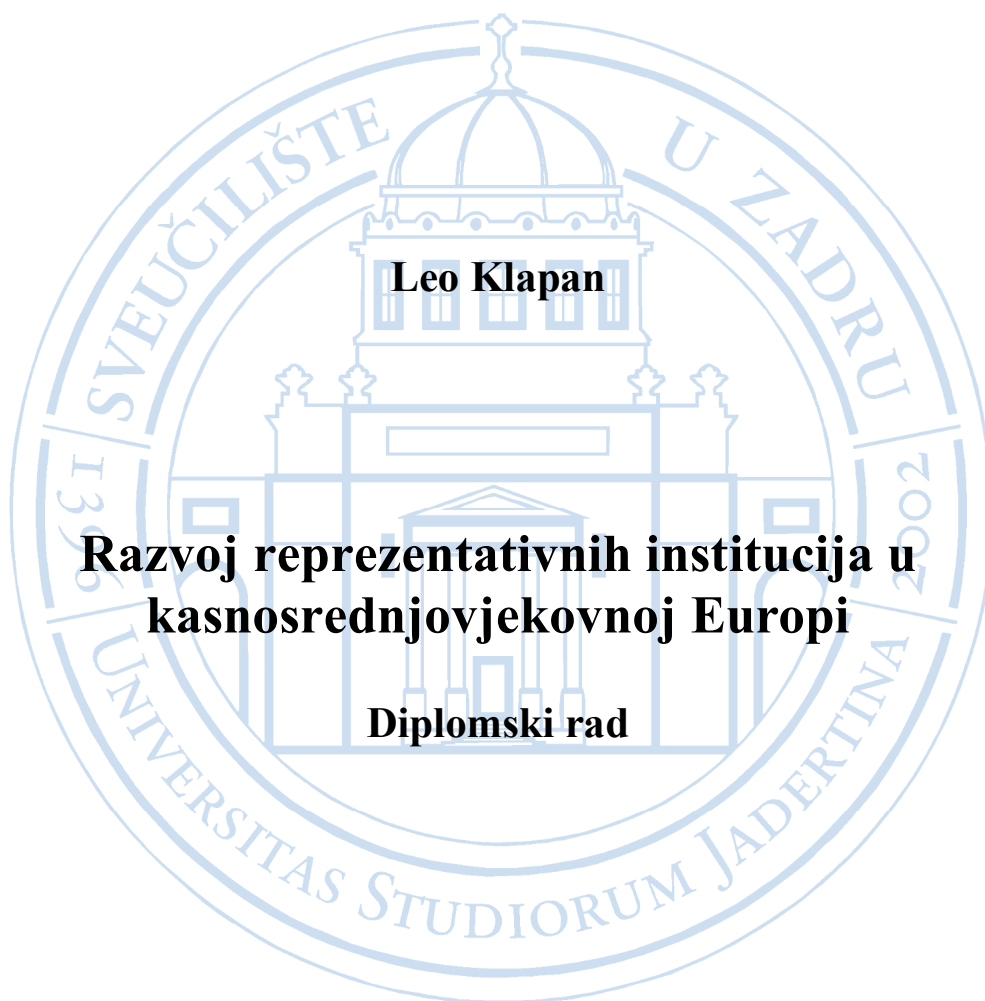 SVEUČILIŠTE U ZADRU
Leo Klapan
Razvoj reprezentativnih institucija u
kasnosrednjovjekovnoj Europi
Diplomski rad
1396
2002
UNIVERSITAS STUDIORUM JADERTINA